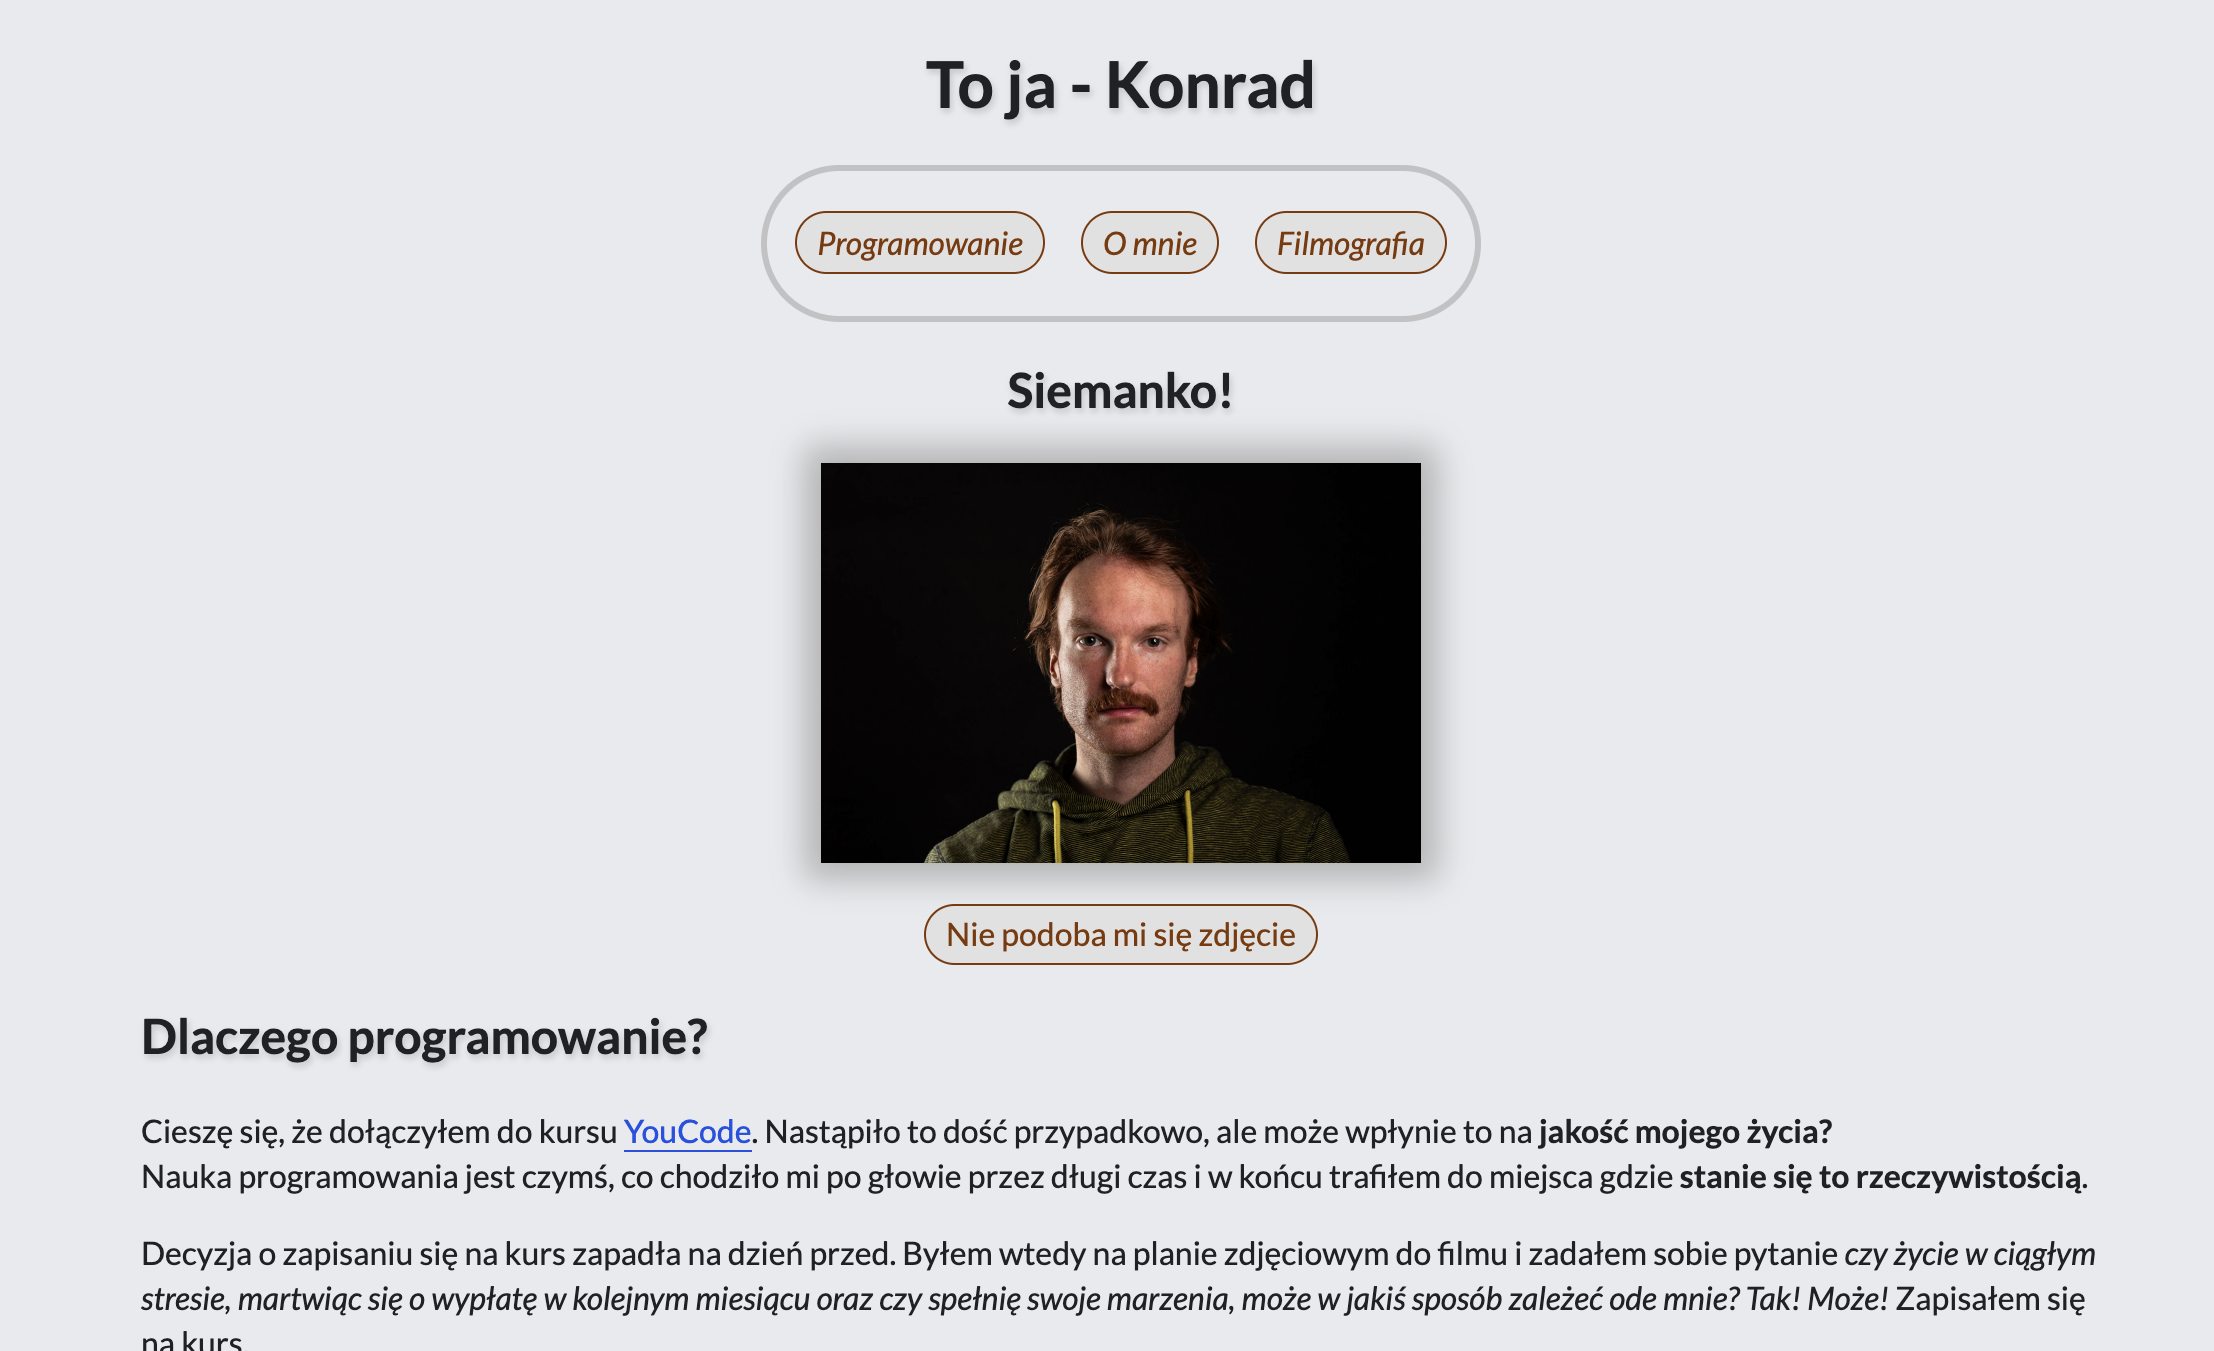 To ja - Konrad
Programowanie O mnie Filmografia
Siemanko!
Nie podoba mi się zdjęcie
Dlaczego programowanie?
Cieszę się, że dołączyłem do kursu YouCode. Nastąpiło to dość przypadkowo, ale może wpłynie to na jakość mojego życia?
Nauka programowania jest czymś, co chodziło mi po głowie przez długi czas i w końcu trafiłem do miejsca gdzie stanie się to rzeczywistością.
Decyzja o zapisaniu się na kurs zapadła na dzień przed. Byłem wtedy na planie zdjęciowym do filmu i zadałem sobie pytanie czy życie w ciągłym
stresie, martwiąc się o wypłatę w kolejnym miesiącu oraz czy spełnię swoje marzenia, może w jakiś sposób zależeć ode mnie? Tak! Może! Zapisałem się
na kurs.